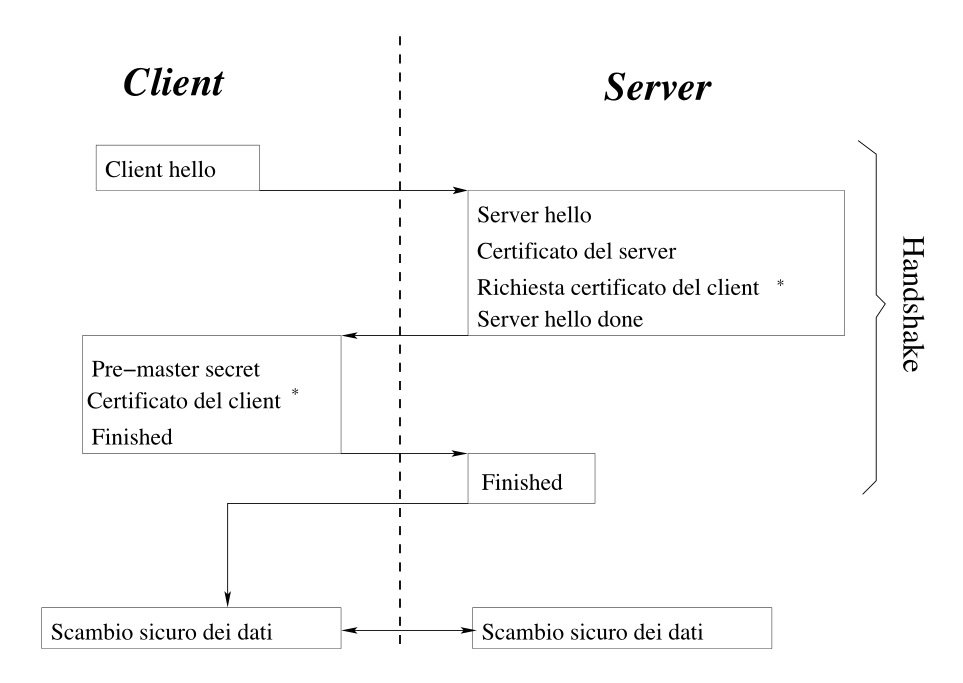 Client
Server
Client hello
Server hello
Certificato del server
Richiesta certificato del client *
Server hello done
Pre−master secret
Certificato del client *
Finished
Finished
Scambio sicuro dei dati
Scambio sicuro dei dati
Handshake